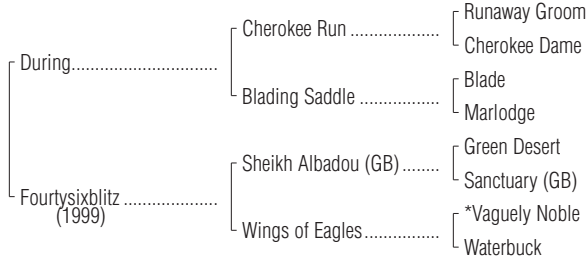 Runaway Groom
Cherokee Run
Cherokee Dame
During
Blade
Blading Saddle
Marlodge
Green Desert
Sheikh Albadou (GB)
Sanctuary (GB)
Fourtysixblitz
(1999)
*Vaguely Noble
Wings of Eagles
Waterbuck